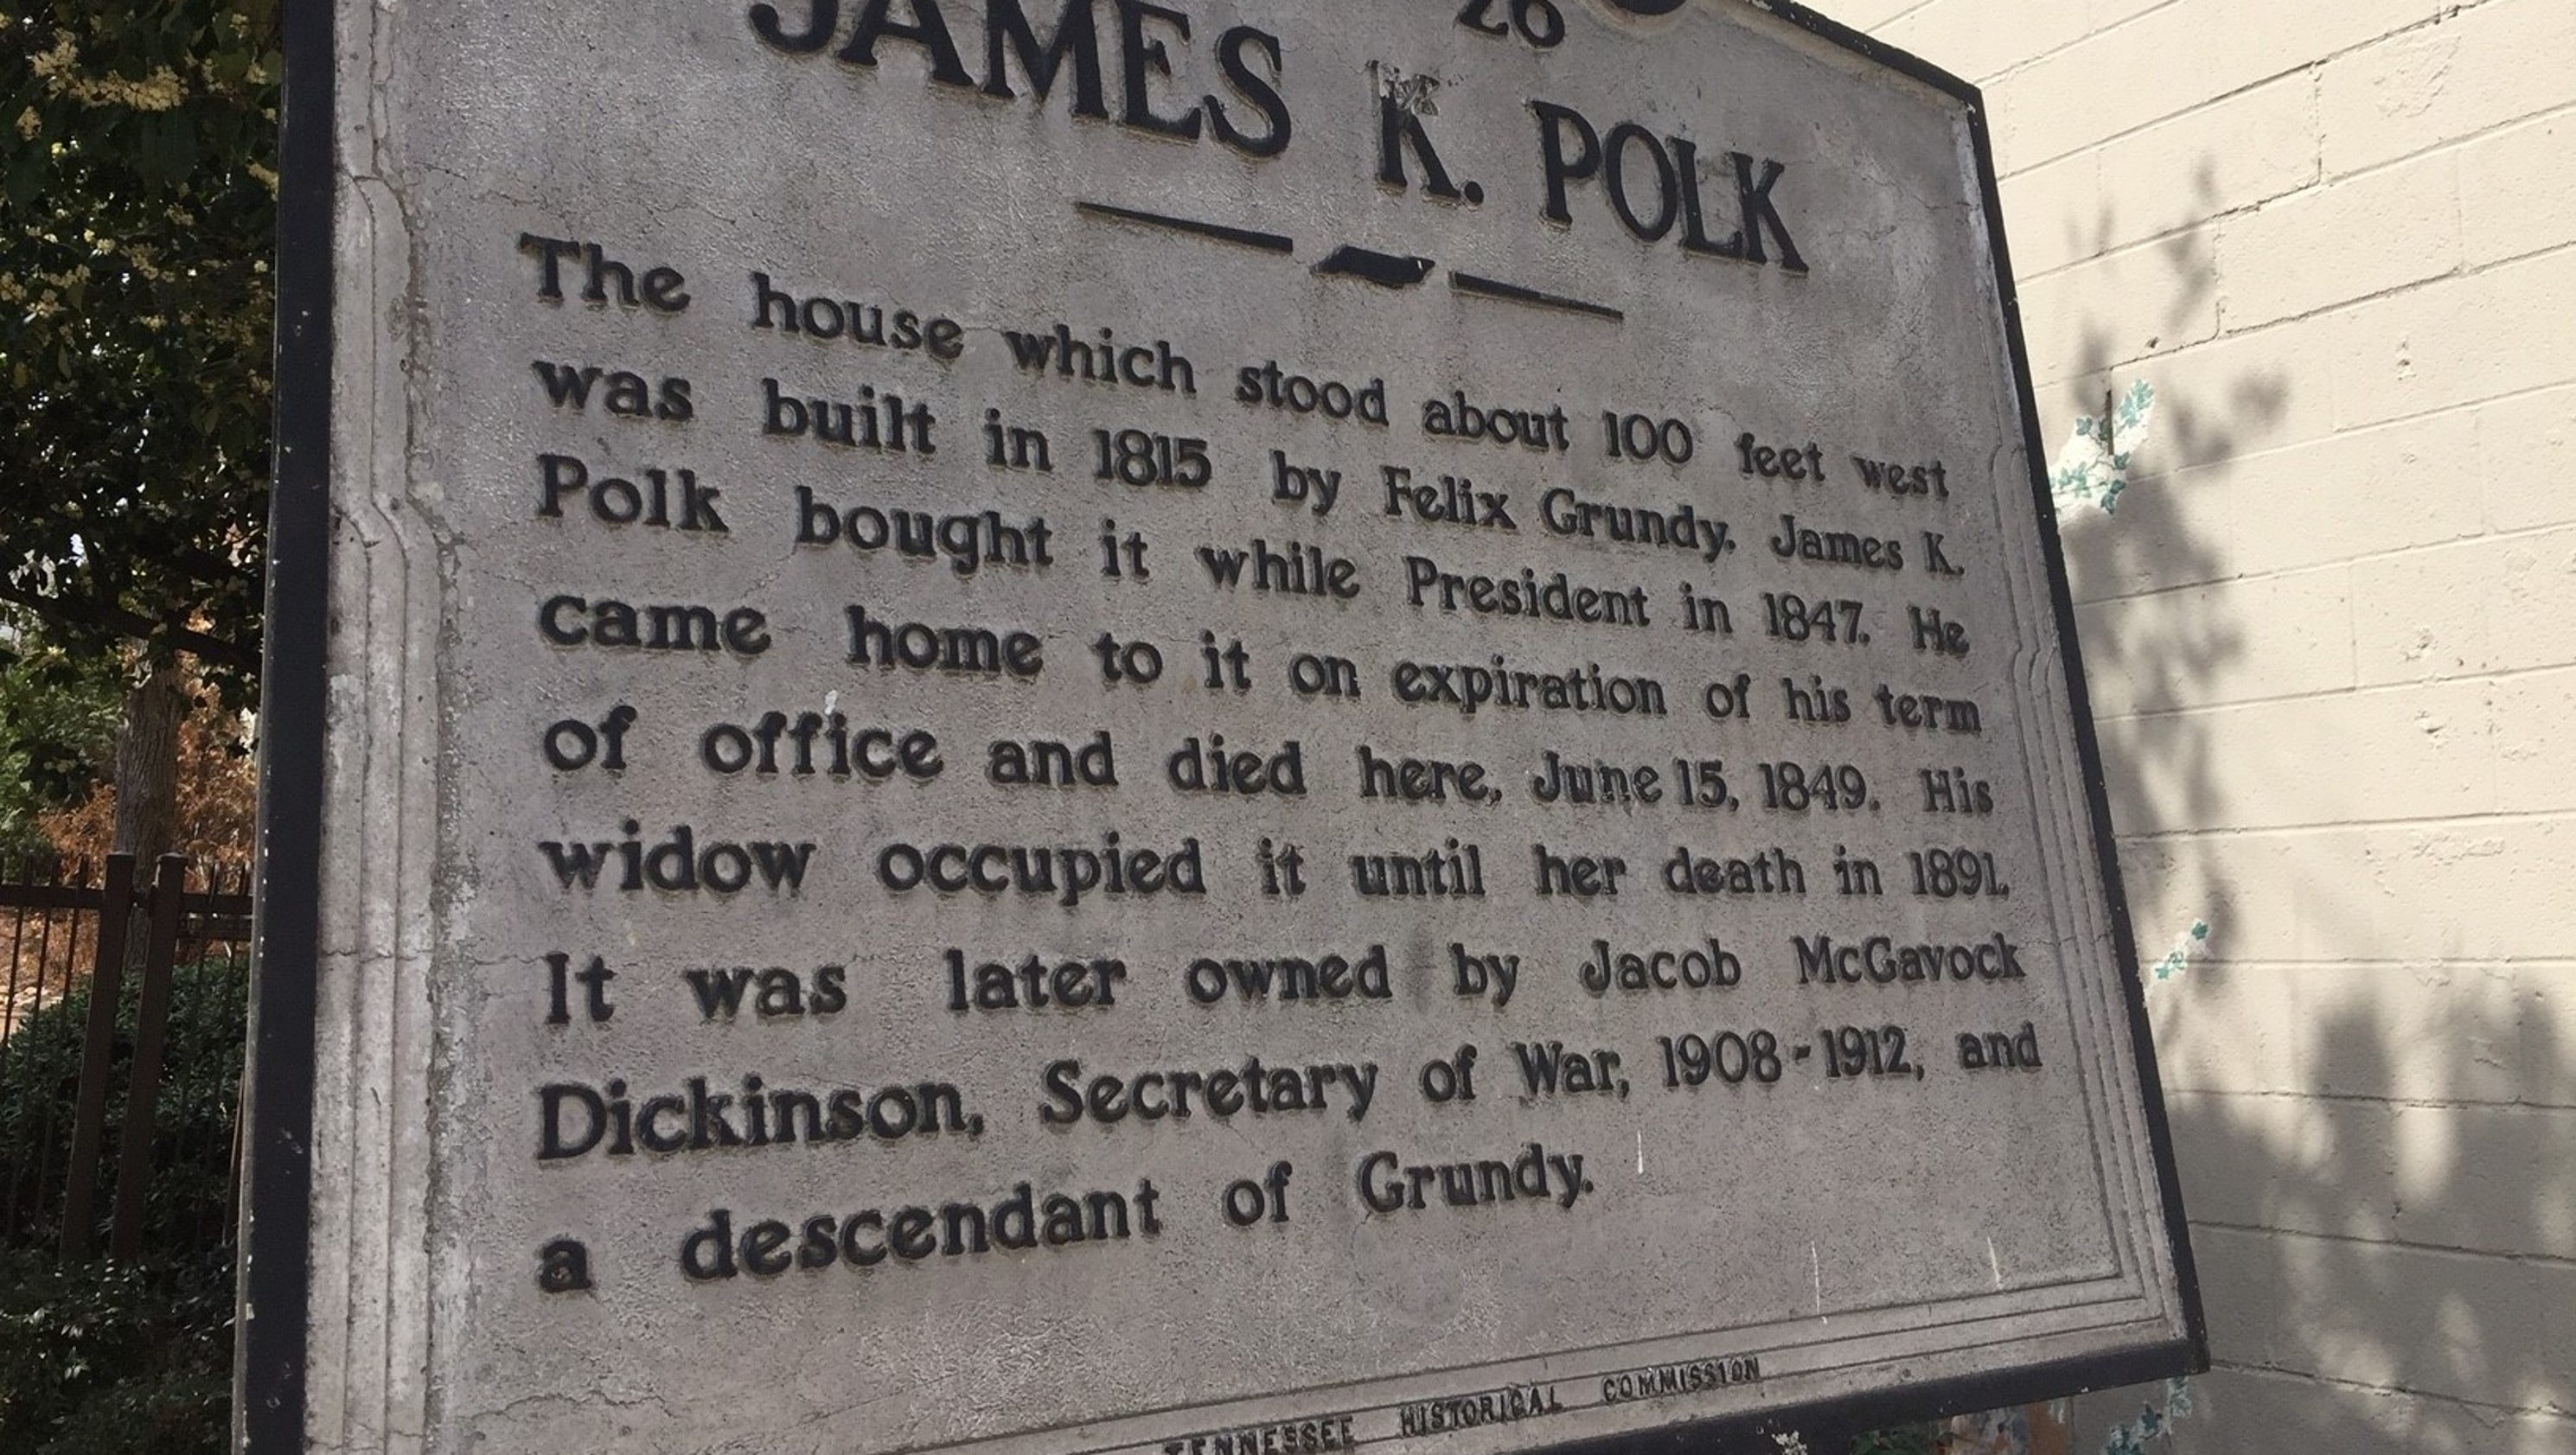 26
JAMES K. POLK
The house which stood about 100 feet west
was built in 1815 by Felix Grundy. James K.
Polk bought it while President in 1847. He
came home to it on expiration of his term
of office and died here, June 15, 1849. His
widow occupied it until her death in 1891.
It was later owned by Jacob McGavock
Dickinson, Secretary of War, 1908-1912, and
a descendant of Grundy.
TENNESSEE HISTORICAL COMMISSION